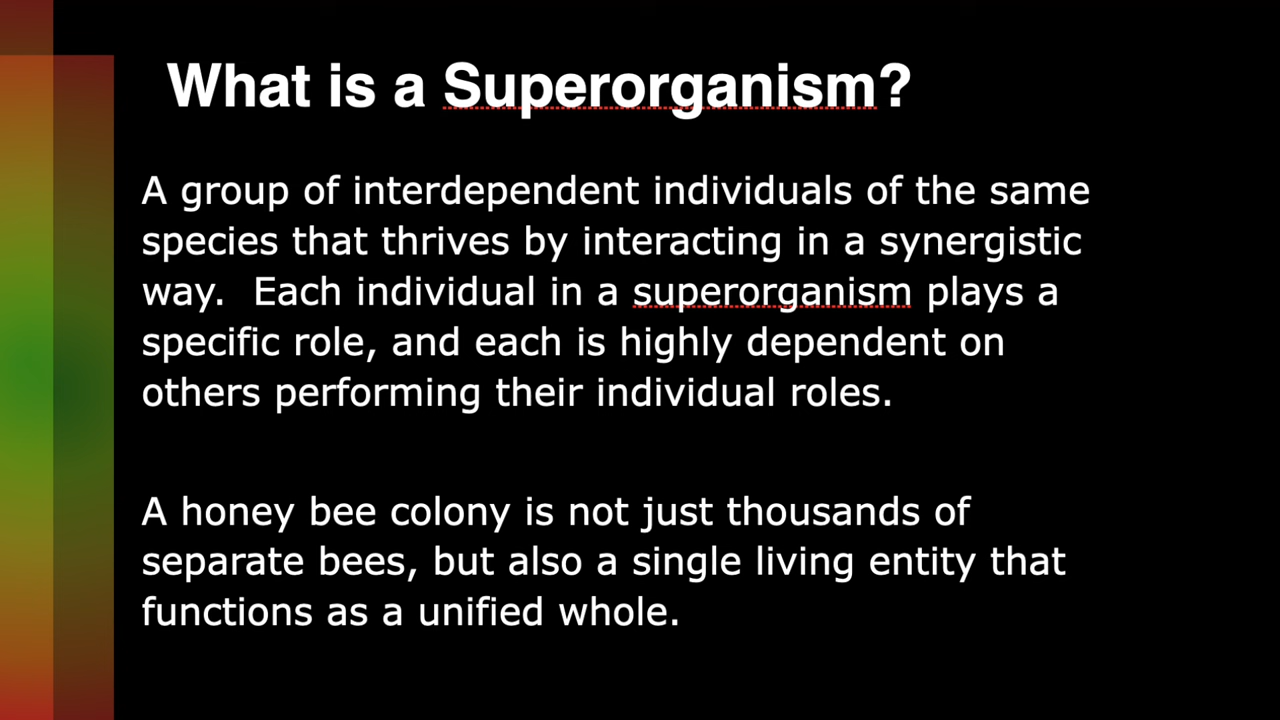 What is a Superorganism?
A group of interdependent individuals of the same
species that thrives by interacting in a synergistic
way.  Each individual in a superorganism plays a
specific role, and each is highly dependent on
others performing their individual roles.
A honey bee colony is not just thousands of
separate bees, but also a single living entity that
functions as a unified whole.